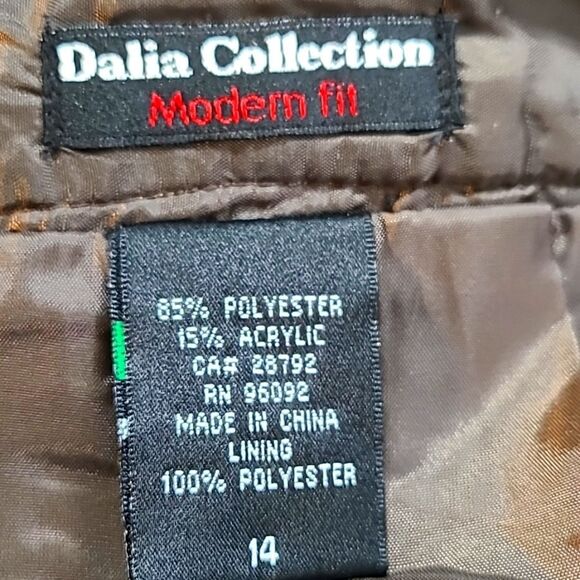 Dalia Collection
Modern fit
85% POLYESTER
15% ACRYLIC
CA# 28792
RN 96092
MADE IN CHINA
LINING
100% POLYESTER
14